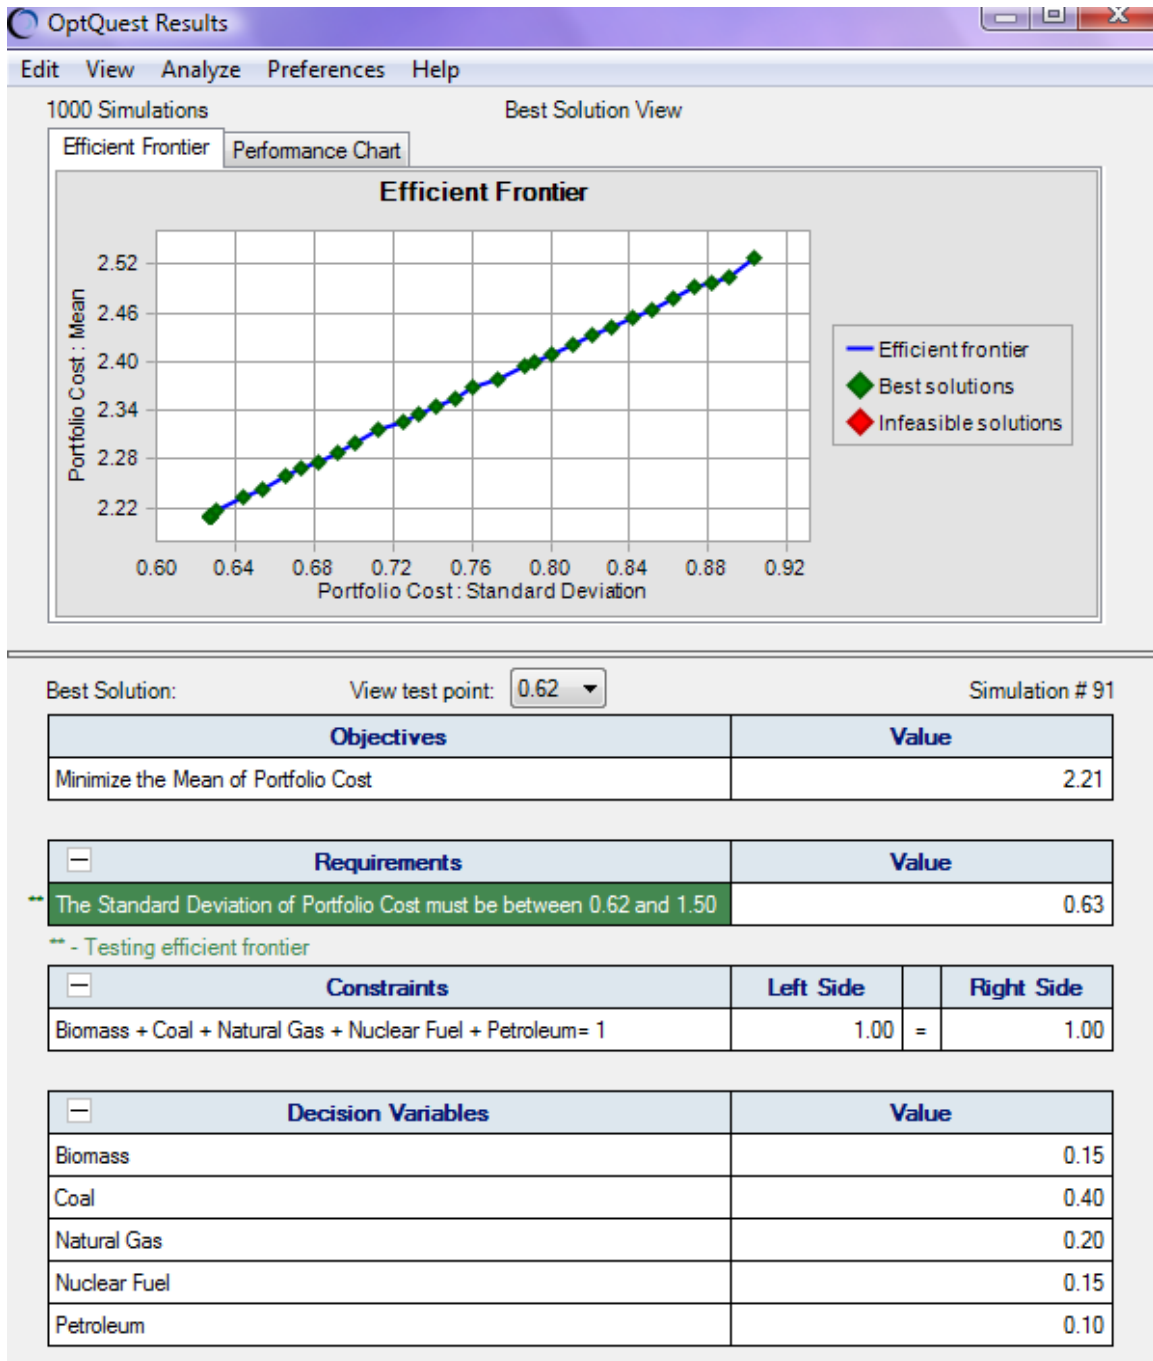 OptQuest Results
Edit View Analyze Preferences Help
1000 Simulations Best Solution View
Efficient Frontier Performance Chart
Efficient Frontier
Portfolio Cost : Mean
2.52
2.46
2.40
2.34
2.28
2.22
0.60 0.64 0.68 0.72 0.76 0.80 0.84 0.88 0.92
Portfolio Cost : Standard Deviation
Efficient frontier
Best solutions
Infeasible solutions
Best Solution: View test point: 0.62 Simulation # 91
Objectives Value
Minimize the Mean of Portfolio Cost 2.21
Requirements Value
** The Standard Deviation of Portfolio Cost must be between 0.62 and 1.50 0.63
** - Testing efficient frontier
Constraints Left Side Right Side
Biomass + Coal + Natural Gas + Nuclear Fuel + Petroleum= 1 1.00 = 1.00
Decision Variables Value
Biomass 0.15
Coal 0.40
Natural Gas 0.20
Nuclear Fuel 0.15
Petroleum 0.10